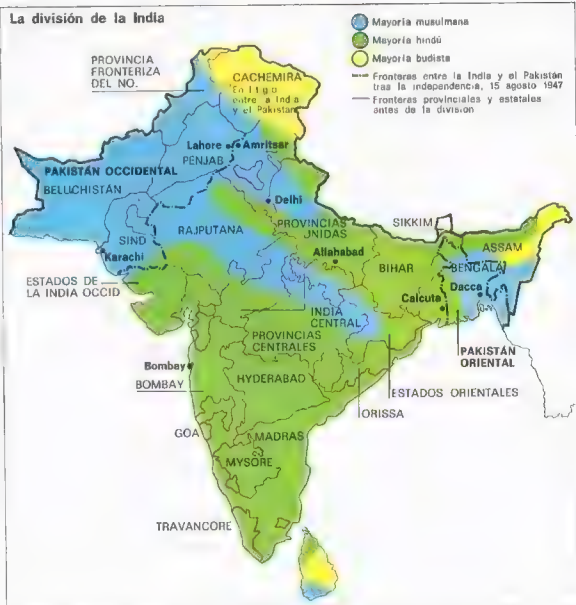 La división de la India
Mayoría musulmana
Mayoría hindú
Mayoría budista
Fronteras entre la India y el Pakistán
tras la independencia, 15 agosto 1947
Fronteras provinciales y estatales
antes de la división
PROVINCIA
FRONTERIZA
DEL NO.
CACHEMIRA
En litigio
entre la India
y el Pakistán
Lahore
Amritsar
PENJAB
PAKISTÁN OCCIDENTAL
BELUCHISTÁN
Delhi
SIND
RAJPUTANA
PROVINCIAS
UNIDAS
SIKKIM
ASSAM
Karachi
Allahabad
BIHAR
BENGALA
Dacca
ESTADOS DE
LA INDIA OCCID
INDIA
CENTRAL
Calcuta
PROVINCIAS
CENTRALES
PAKISTÁN
ORIENTAL
Bombay
BOMBAY
HYDERABAD
ESTADOS ORIENTALES
ORISSA
GOA
MADRAS
MYSORE
TRAVANCORE